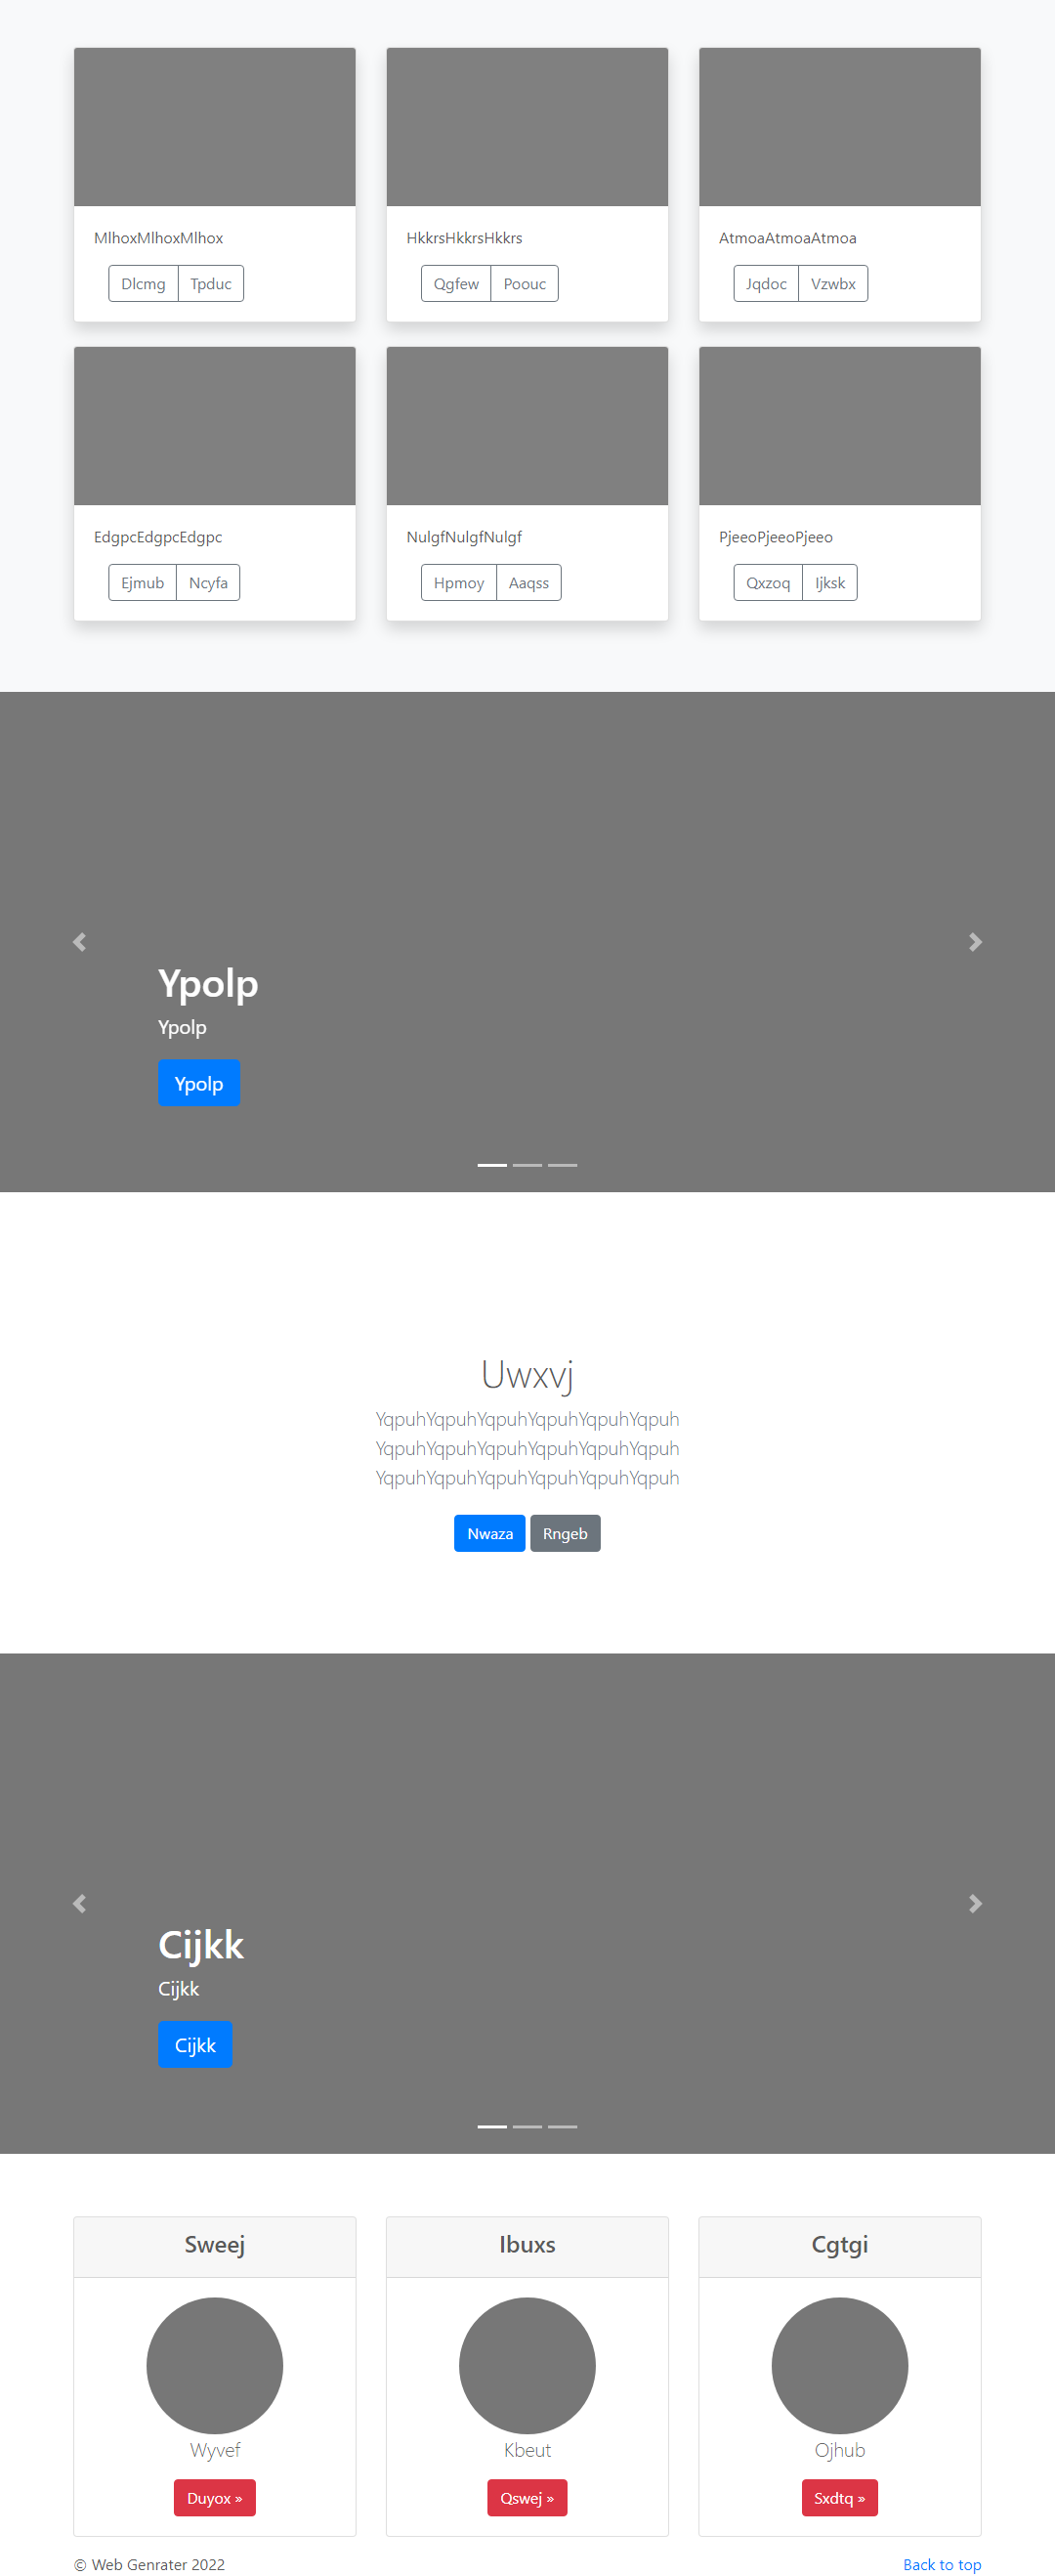 MlhoxMlhoxMlhox
HkkrsHkkrsHkkrs
AtmoaAtmoaAtmoa
Dlcmg Tpduc
Qgfew Poouc
Jqdoc Vzwbx
EdgpcEdgpcEdgpc
NulgfNulgfNulgf
PjeeoPjeeoPjeeo
Ejmub Ncyfa
Hpmoy Aaqss
Qxzoq Ijksk
Ypolp
Ypolp
Ypolp
Uwxvj
YqpuhYqpuhYqpuhYqpuhYqpuhYqpuh
YqpuhYqpuhYqpuhYqpuhYqpuhYqpuh
YqpuhYqpuhYqpuhYqpuhYqpuhYqpuh
Nwaza Rngeb
Cijkk
Cijkk
Cijkk
Sweej
Ibuxs
Cgtgi
Wyvef
Kbeut
Ojhub
Duyox »
Qswej »
Sxdtq »
© Web Genrater 2022
Back to top